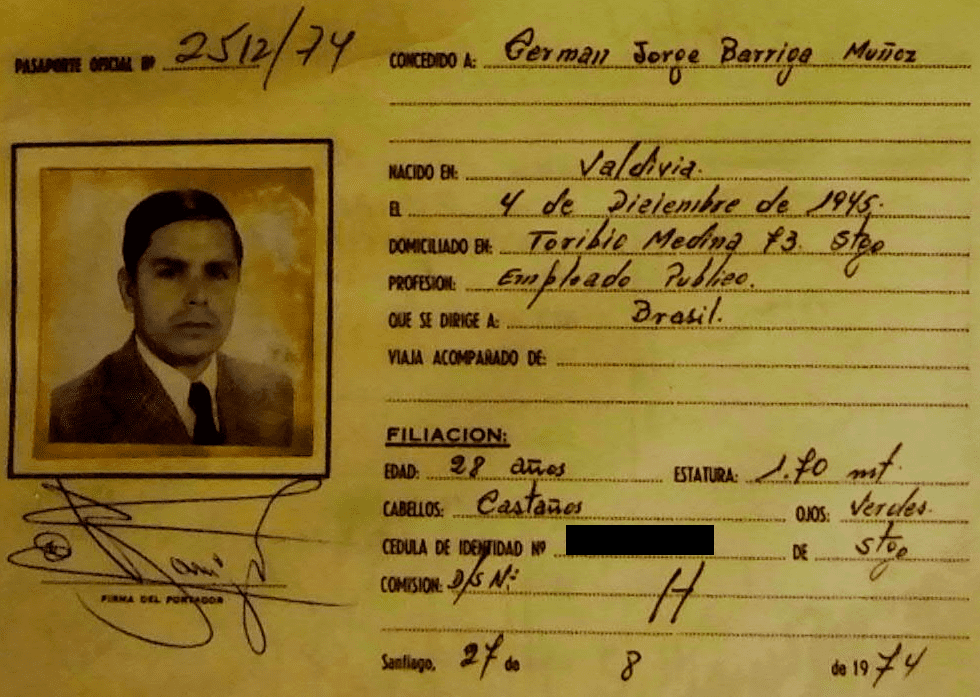 PASAPORTE OFICIAL Nº 2512/74
CONCEDIDO A: German Jorge Barriga Muñoz
NACIDO EN: Valdivia.
EL 4 de Diciembre de 1945.
DOMICILIADO EN: Toribio Medina 73. Stgo
PROFESION: Empleado Publico.
QUE SE DIRIGE A: Brasil.
VIAJA ACOMPAÑADO DE:
FILIACION:
EDAD: 28 años ESTATURA: 1.70 mt.
CABELLOS: Castaños OJOS: Verdes.
CEDULA DE IDENTIDAD Nº DE Stgo
COMISION: D/S Nº: H
FIRMA DEL PORTADOR
Santiago, 27 de 8 de 1974